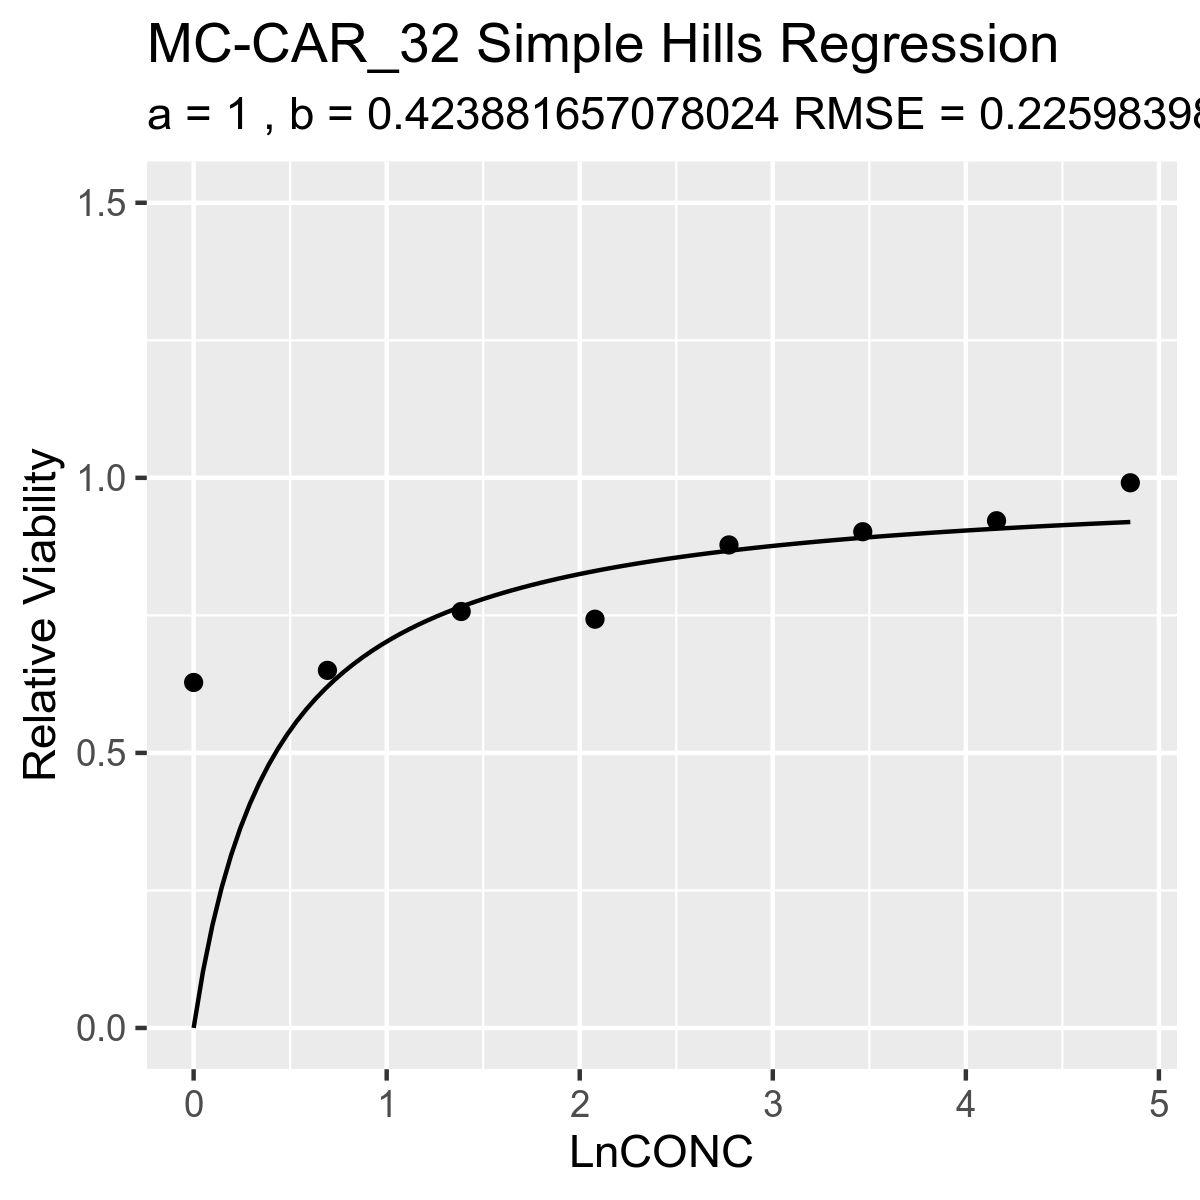 MC-CAR_32 Simple Hills Regression
a = 1 , b = 0.423881657078024 RMSE = 0.2259839
1.5
1.0
0.5
0.0
Relative Viability
0 1 2 3 4 5
LnCONC